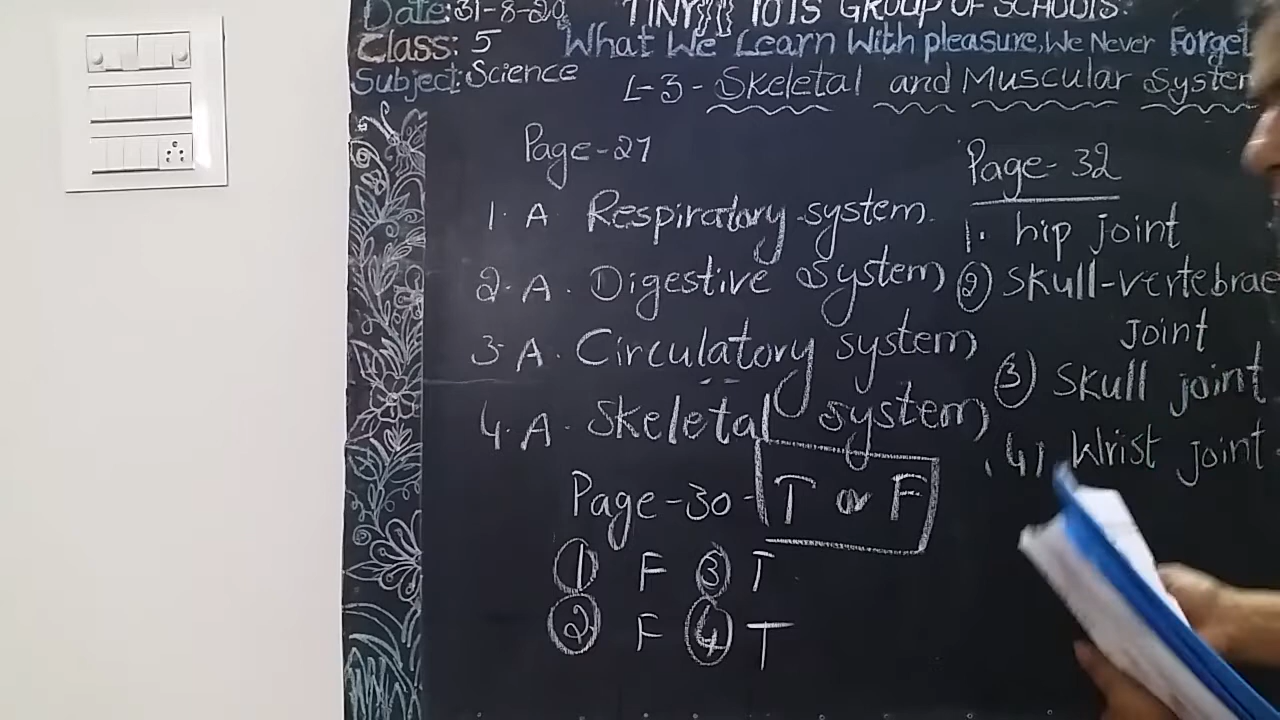 Date: 31-8-20
TINY TOTS GROUP OF SCHOOLS.
Class: 5
What We Learn With pleasure, We Never Forget
Subject: Science
L-3- Skeletal and Muscular System
Page-27
1. A Respiratory system.
2. A. Digestive system
3. A. Circulatory system
4. A. Skeletal system
Page-30- T or F
① F ③ T
② F ④ T
Page-32
1. hip joint
② Skull-vertebrae
Joint
③ Skull joint
(4) Wrist joint